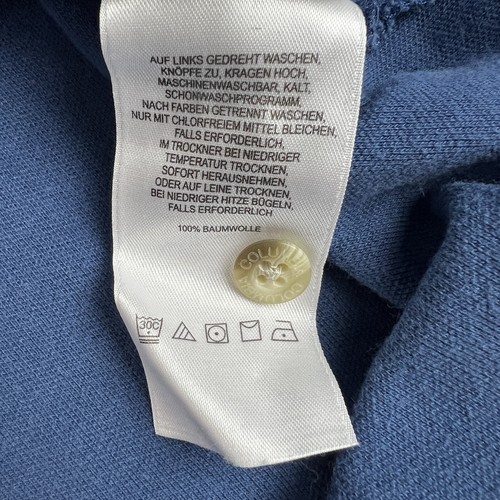 AUF LINKS GEDREHT WASCHEN,
KNÖPFE ZU, KRAGEN HOCH,
MASCHINENWASCHBAR, KALT,
SCHONWASCHPROGRAMM,
NACH FARBEN GETRENNT WASCHEN,
NUR MIT CHLORFREIEM MITTEL BLEICHEN,
FALLS ERFORDERLICH,
IM TROCKNER BEI NIEDRIGER
TEMPERATUR TROCKNEN,
SOFORT HERAUSNEHMEN,
ODER AUF LEINE TROCKNEN,
BEI NIEDRIGER HITZE BÜGELN,
FALLS ERFORDERLICH
100% BAUMWOLLE
30C